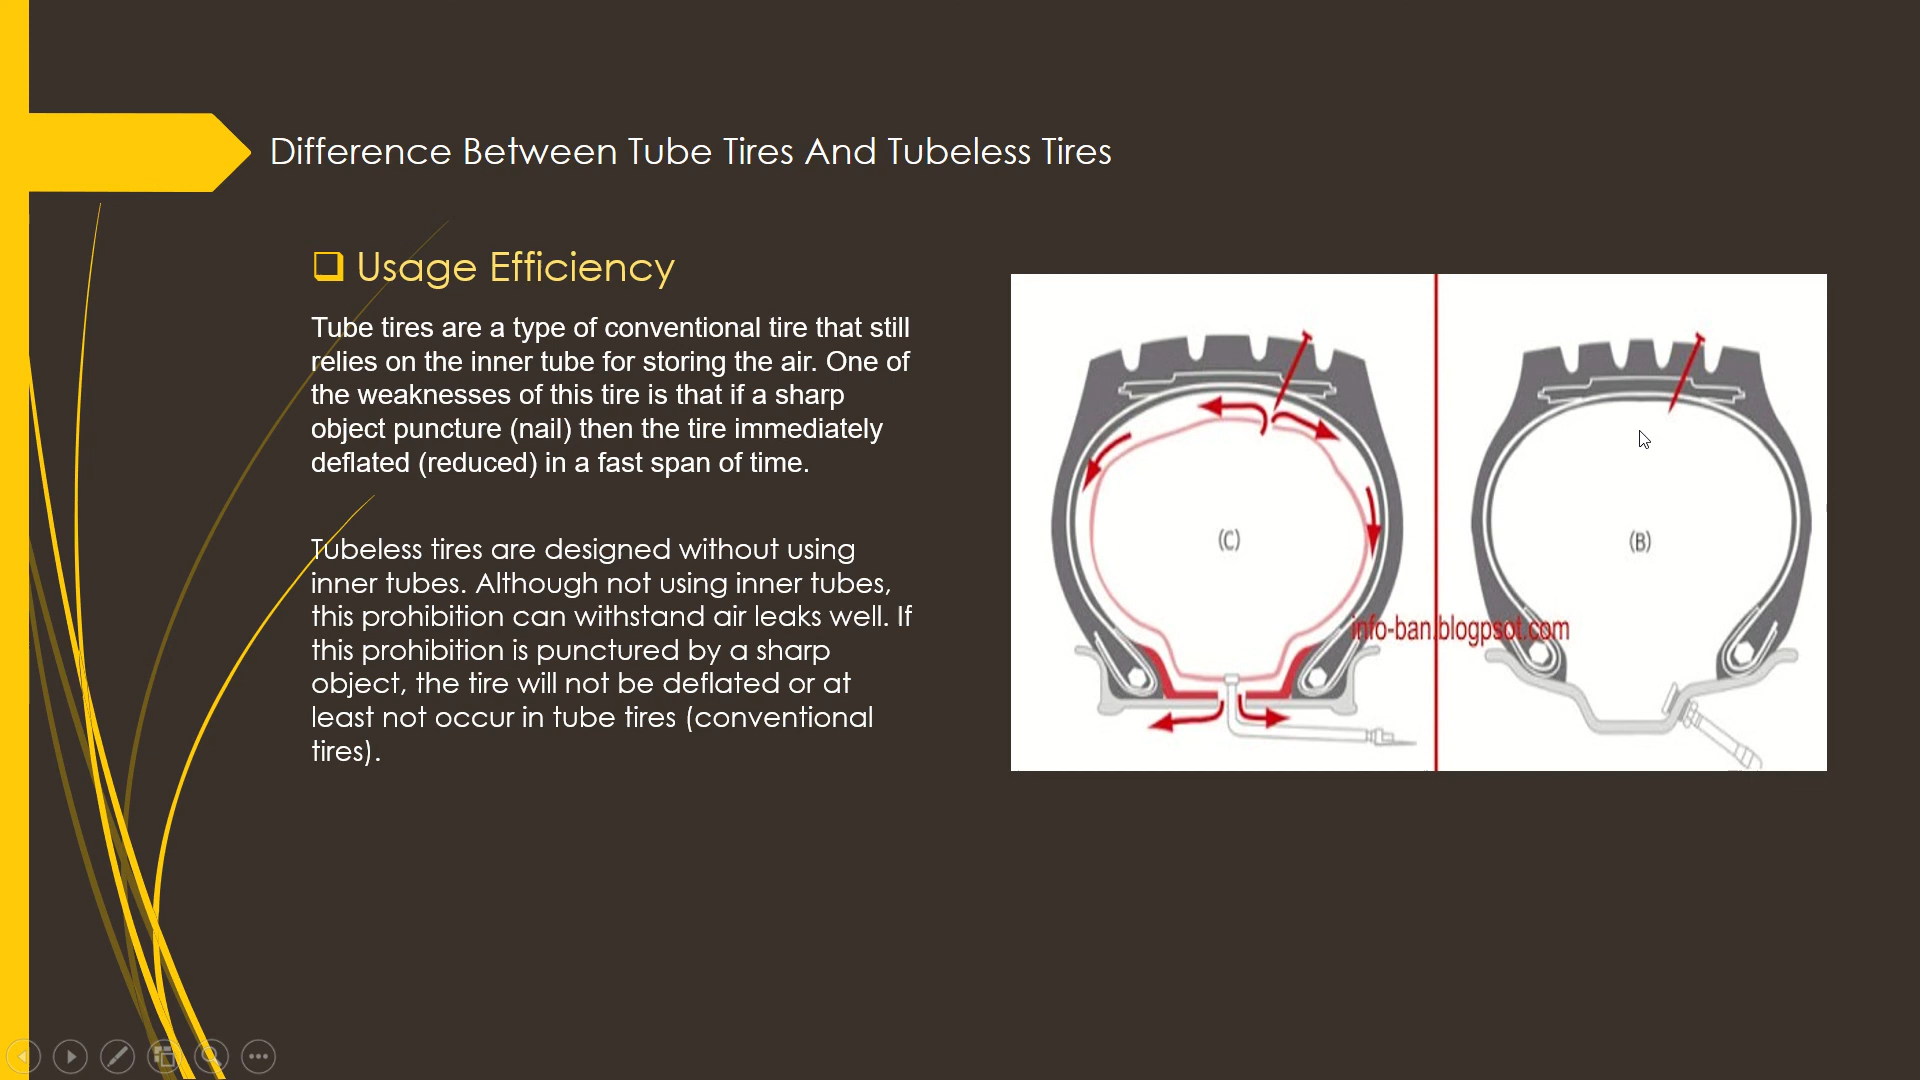 Difference Between Tube Tires And Tubeless Tires
Usage Efficiency
Tube tires are a type of conventional tire that still
relies on the inner tube for storing the air. One of
the weaknesses of this tire is that if a sharp
object puncture (nail) then the tire immediately
deflated (reduced) in a fast span of time.
Tubeless tires are designed without using
inner tubes. Although not using inner tubes,
this prohibition can withstand air leaks well. If
this prohibition is punctured by a sharp
object, the tire will not be deflated or at
least not occur in tube tires (conventional
tires).
(C)
(B)
info-ban.blogpsot.com